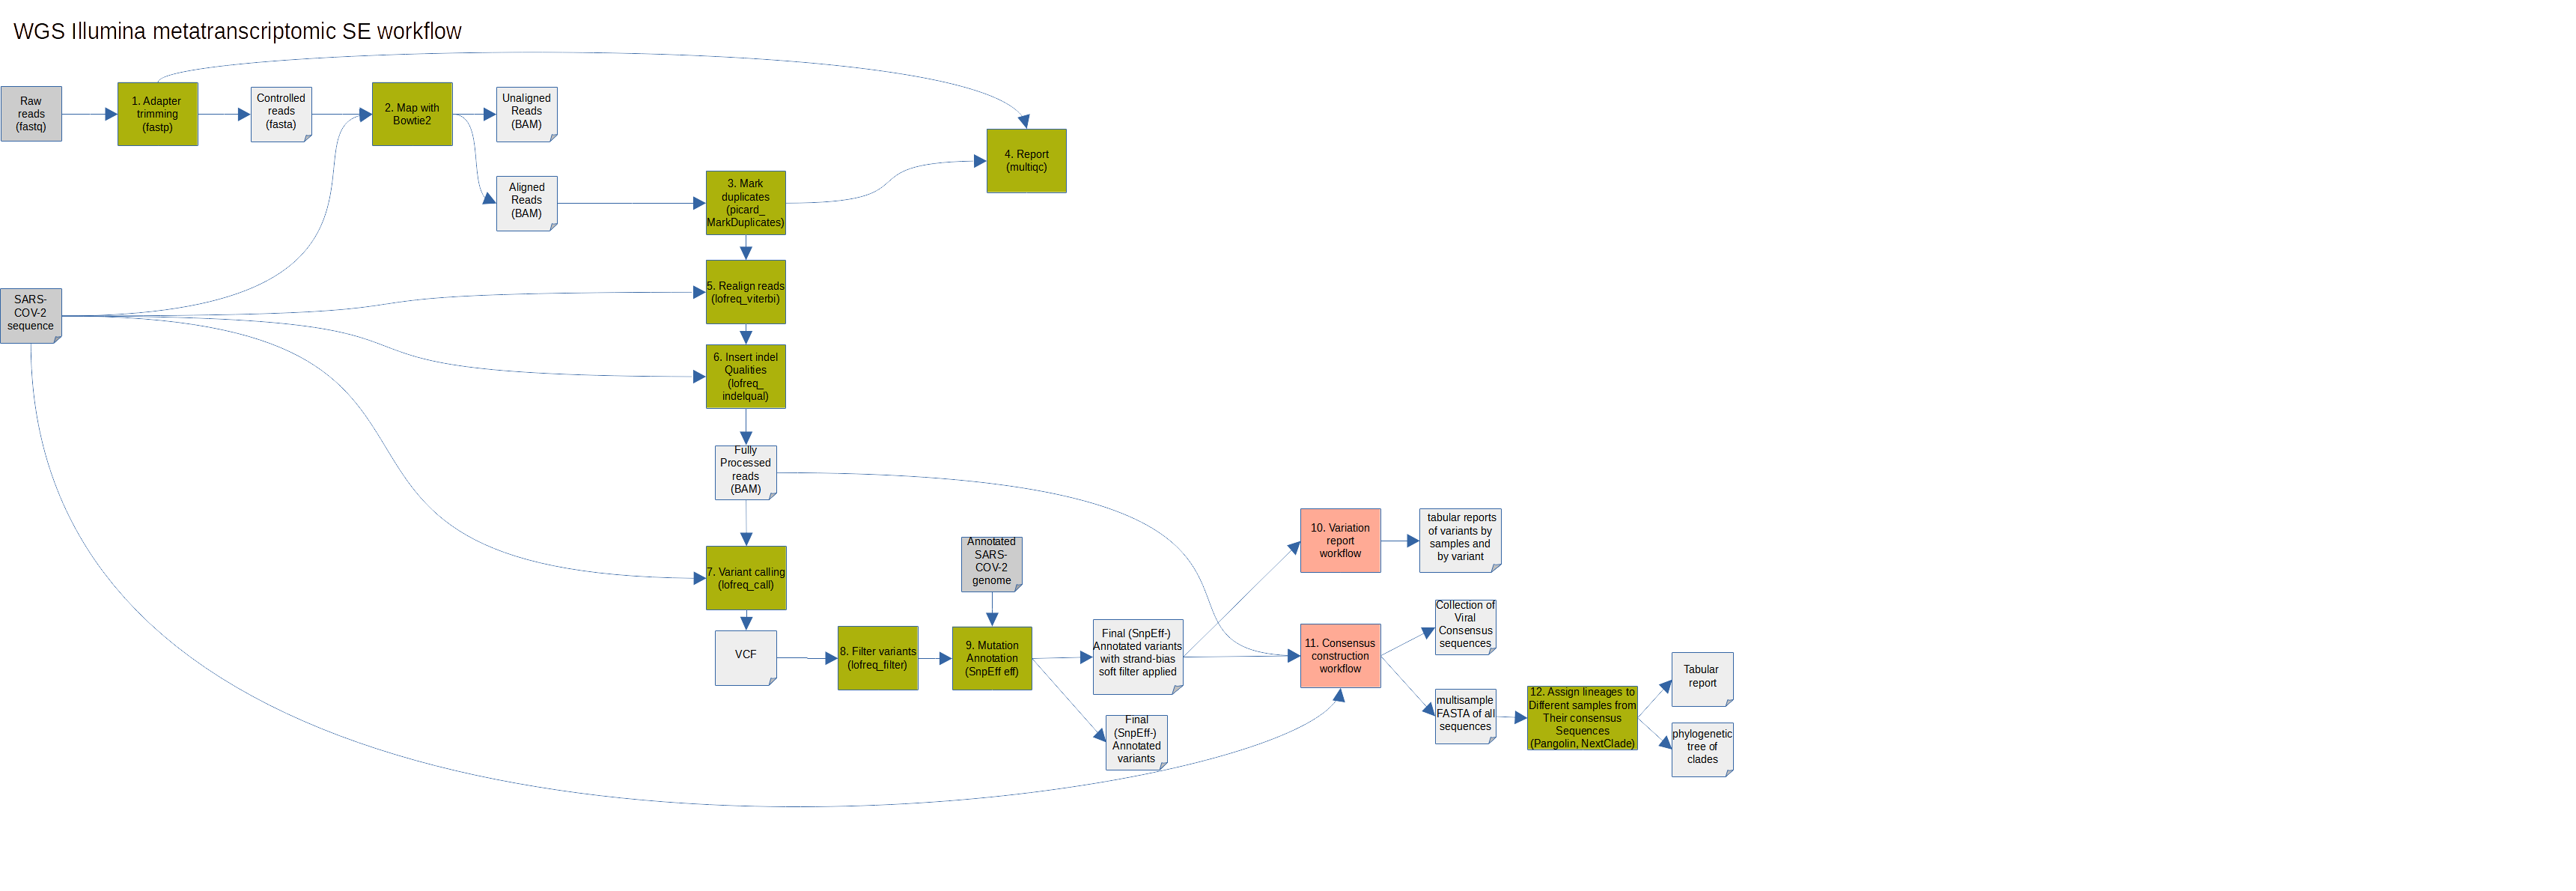 WGS Illumina metatranscriptomic SE workflow
Raw
reads
(fastq)
1. Adapter
trimming
(fastp)
Controlled
reads
(fasta)
2. Map with
Bowtie2
Unaligned
Reads
(BAM)
Aligned
Reads
(BAM)
3. Mark
duplicates
(picard_
MarkDuplicates)
4. Report
(multiqc)
SARS-
COV-2
sequence
5. Realign reads
(lofreq_viterbi)
6. Insert indel
Qualities
(lofreq_
indelqual)
Fully
Processed
reads
(BAM)
7. Variant calling
(lofreq_call)
VCF
8. Filter variants
(lofreq_filter)
Annotated
SARS-
COV-2
genome
9. Mutation
Annotation
(SnpEff eff)
Final (SnpEff-)
Annotated variants
with strand-bias
soft filter applied
Final
(SnpEff-)
Annotated
variants
10. Variation
report
workflow
tabular reports
of variants by
samples and
by variant
11. Consensus
construction
workflow
Collection of
Viral
Consensus
sequences
multisample
FASTA of all
sequences
12. Assign lineages to
Different samples from
Their consensus
Sequences
(Pangolin, NextClade)
Tabular
report
phylogenetic
tree of
clades